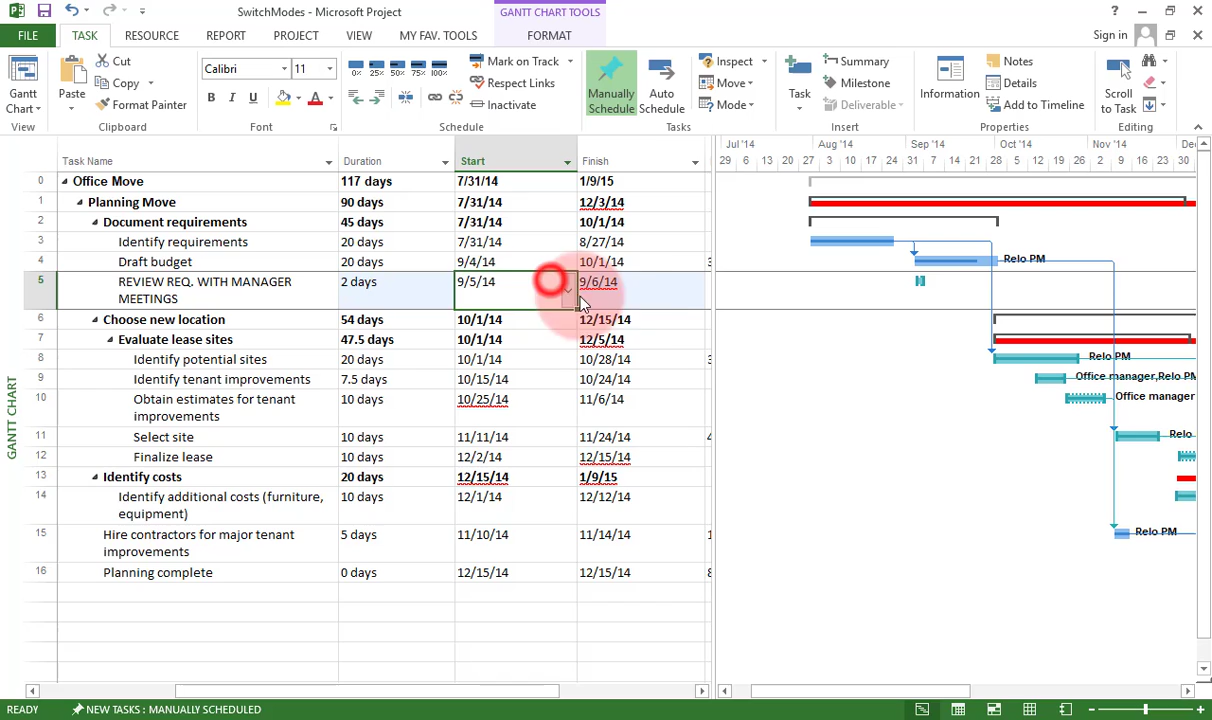 SwitchModes - Microsoft Project
GANTT CHART TOOLS
FILE TASK RESOURCE REPORT PROJECT VIEW MY FAV. TOOLS FORMAT Sign in
Gantt Chart
View
Paste
Cut
Copy
Format Painter
Clipboard
Calibri 11
B I U A
Font
0% 25% 50% 75% 100%
Mark on Track
Respect Links
Inactivate
Schedule
Manually Schedule
Auto Schedule
Inspect
Move
Mode
Tasks
Task
Summary
Milestone
Deliverable
Insert
Information
Notes
Details
Add to Timeline
Properties
Scroll to Task
Editing
Task Name Duration Start Finish
Jul '14 Aug '14 Sep '14 Oct '14 Nov '14 De
29 6 13 20 27 3 10 17 24 31 7 14 21 28 5 12 19 26 2 9 16 23 30
0 Office Move 117 days 7/31/14 1/9/15
1 Planning Move 90 days 7/31/14 12/3/14
2 Document requirements 45 days 7/31/14 10/1/14
3 Identify requirements 20 days 7/31/14 8/27/14
4 Draft budget 20 days 9/4/14 10/1/14 3 Relo PM
5 REVIEW REQ. WITH MANAGER 2 days 9/5/14 9/6/14
MEETINGS
6 Choose new location 54 days 10/1/14 12/15/14
7 Evaluate lease sites 47.5 days 10/1/14 12/5/14
8 Identify potential sites 20 days 10/1/14 10/28/14 3 Relo PM
9 Identify tenant improvements 7.5 days 10/15/14 10/24/14 Office manager,Relo PM
10 Obtain estimates for tenant 10 days 10/25/14 11/6/14 Office manager
improvements
11 Select site 10 days 11/11/14 11/24/14 4 Relo
12 Finalize lease 10 days 12/2/14 12/15/14
13 Identify costs 20 days 12/15/14 1/9/15
14 Identify additional costs (furniture, 10 days 12/1/14 12/12/14
equipment)
15 Hire contractors for major tenant 5 days 11/10/14 11/14/14 1 Relo PM
improvements
16 Planning complete 0 days 12/15/14 12/15/14 8
GANTT CHART
READY NEW TASKS : MANUALLY SCHEDULED